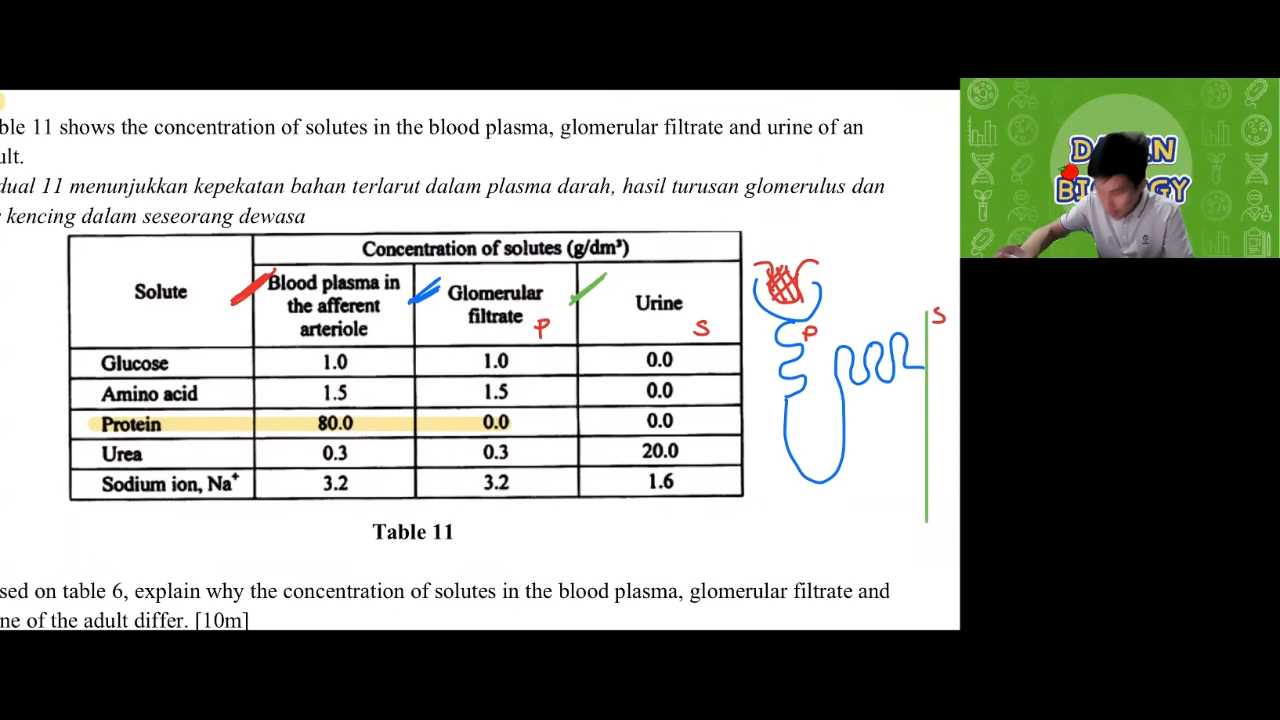 ble 11 shows the concentration of solutes in the blood plasma, glomerular filtrate and urine of an
ult.
dual 11 menunjukkan kepekatan bahan terlarut dalam plasma darah, hasil turusan glomerulus dan
kencing dalam seseorang dewasa
Solute
Concentration of solutes (g/dm³)
Blood plasma in the afferent arteriole
Glomerular filtrate P
Urine S
Glucose 1.0 1.0 0.0
Amino acid 1.5 1.5 0.0
Protein 80.0 0.0 0.0
Urea 0.3 0.3 20.0
Sodium ion, Na⁺ 3.2 3.2 1.6
Table 11
P
S
sed on table 6, explain why the concentration of solutes in the blood plasma, glomerular filtrate and
ne of the adult differ. [10m]